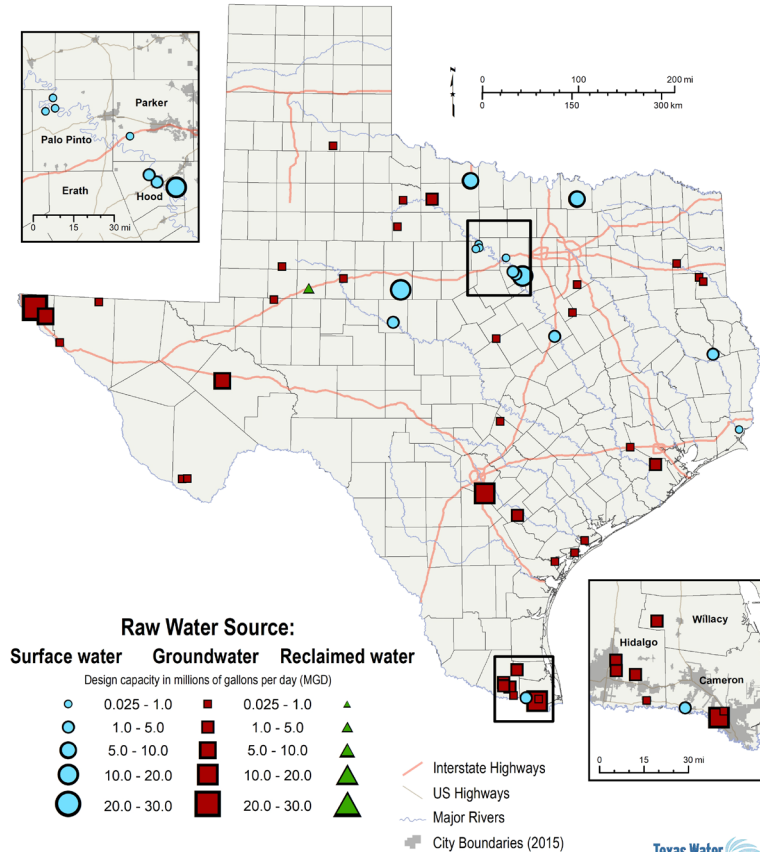 Parker
Palo Pinto
Erath
Hood
0 15 30 mi
N
0 100 200 mi
0 150 300 km
Willacy
Hidalgo
Cameron
0 15 30 mi
Raw Water Source:
Surface water Groundwater Reclaimed water
Design capacity in millions of gallons per day (MGD)
0.025 - 1.0 0.025 - 1.0
1.0 - 5.0 1.0 - 5.0
5.0 - 10.0 5.0 - 10.0
10.0 - 20.0 10.0 - 20.0
20.0 - 30.0 20.0 - 30.0
Interstate Highways
US Highways
Major Rivers
City Boundaries (2015)
Texas Water